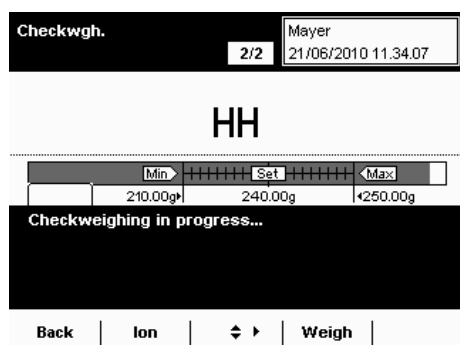 Checkwgh.
2/2
Mayer
21/06/2010 11.34.07
HH
Min Set Max
210.00g 240.00g 250.00g
Checkweighing in progress...
Back Ion Weigh